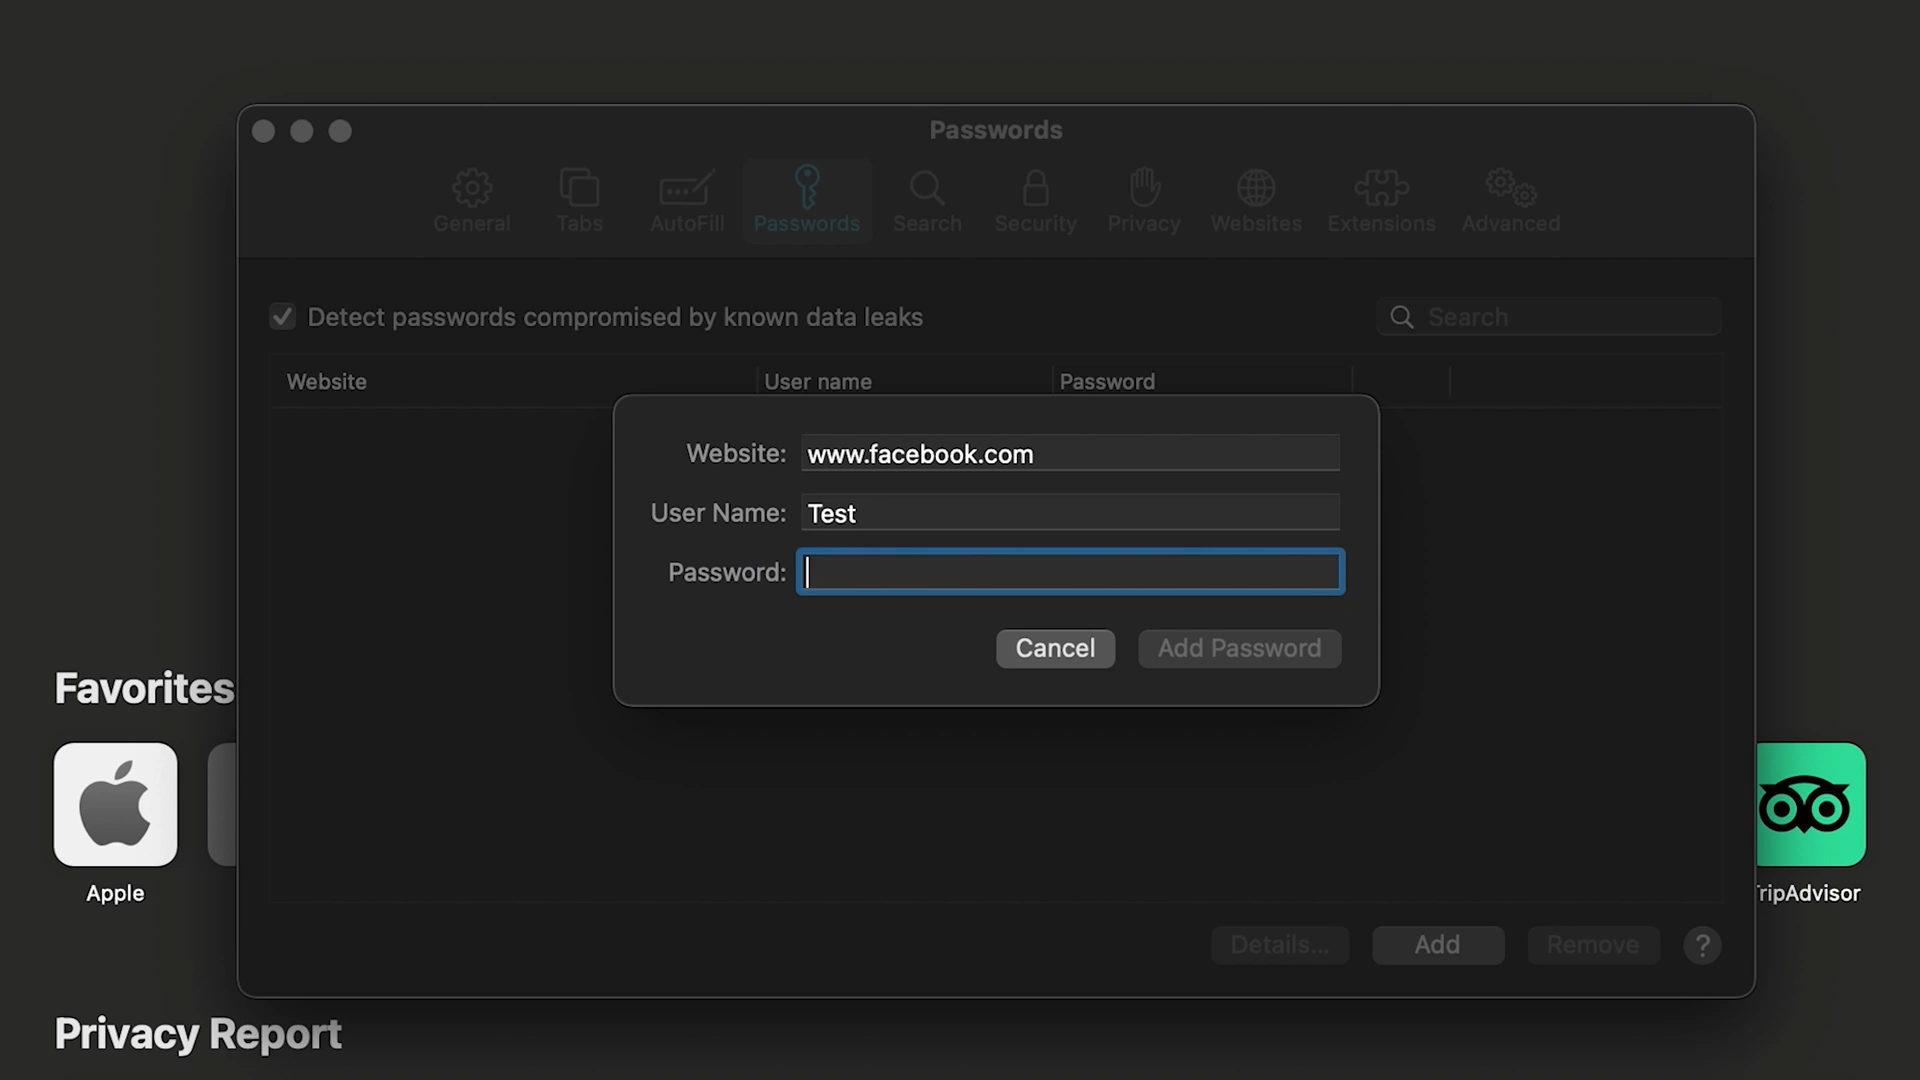 Passwords
General
Tabs
AutoFill
Passwords
Search
Security
Privacy
Websites
Extensions
Advanced
Detect passwords compromised by known data leaks
Search
Website
User name
Password
Website: www.facebook.com
User Name: Test
Password:
Cancel
Add Password
Favorites
Apple
TripAdvisor
Details...
Add
Remove
?
Privacy Report